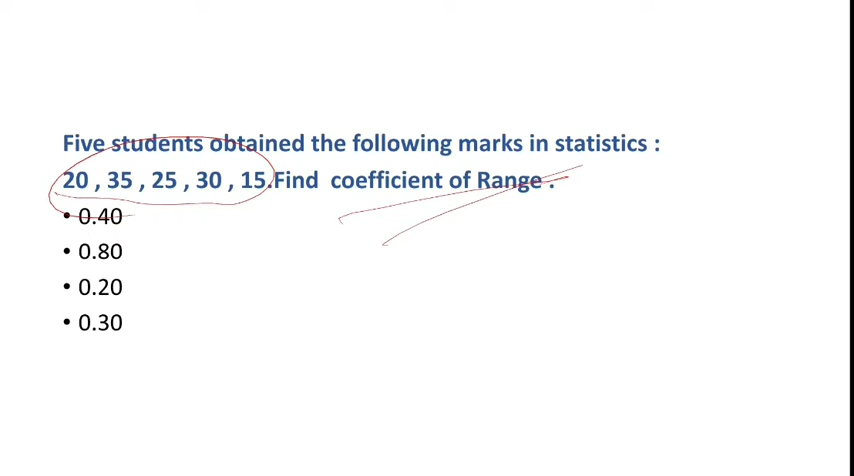 Five students obtained the following marks in statistics :
20 , 35 , 25 , 30 , 15.Find coefficient of Range .
• 0.40
• 0.80
• 0.20
• 0.30